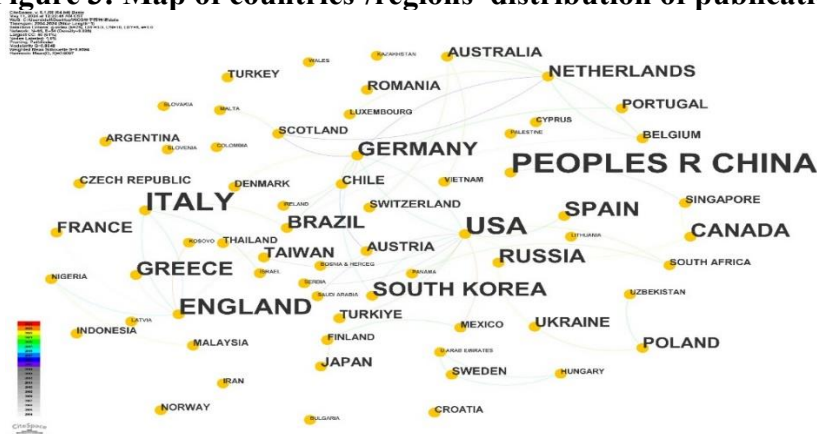 Figure 3: Map of countries /regions' distribution of publicati
WALES
KAZAKHSTAN
AUSTRALIA
TURKEY
NETHERLANDS
ROMANIA
SLOVAKIA
MALTA
LUXEMBOURG
PORTUGAL
CYPRUS
SCOTLAND
PALESTINE
BELGIUM
ARGENTINA
SLOVENIA
COLOMBIA
GERMANY
PEOPLES R CHINA
CZECH REPUBLIC
DENMARK
CHILE
VIETNAM
ITALY
IRELAND
SWITZERLAND
SINGAPORE
SPAIN
FRANCE
BRAZIL
USA
CANADA
KOSOVO
THAILAND
LITHUANIA
TAIWAN
AUSTRIA
RUSSIA
BOSNIA & HERCEG
SOUTH AFRICA
GREECE
ISRAEL
PANAMA
NIGERIA
SERBIA
SAUDI ARABIA
SOUTH KOREA
UZBEKISTAN
ENGLAND
LATVIA
TURKIYE
INDONESIA
MEXICO
UKRAINE
MALAYSIA
FINLAND
POLAND
U ARAB EMIRATES
JAPAN
SWEDEN
HUNGARY
IRAN
NORWAY
CROATIA
BULGARIA
CiteSpace